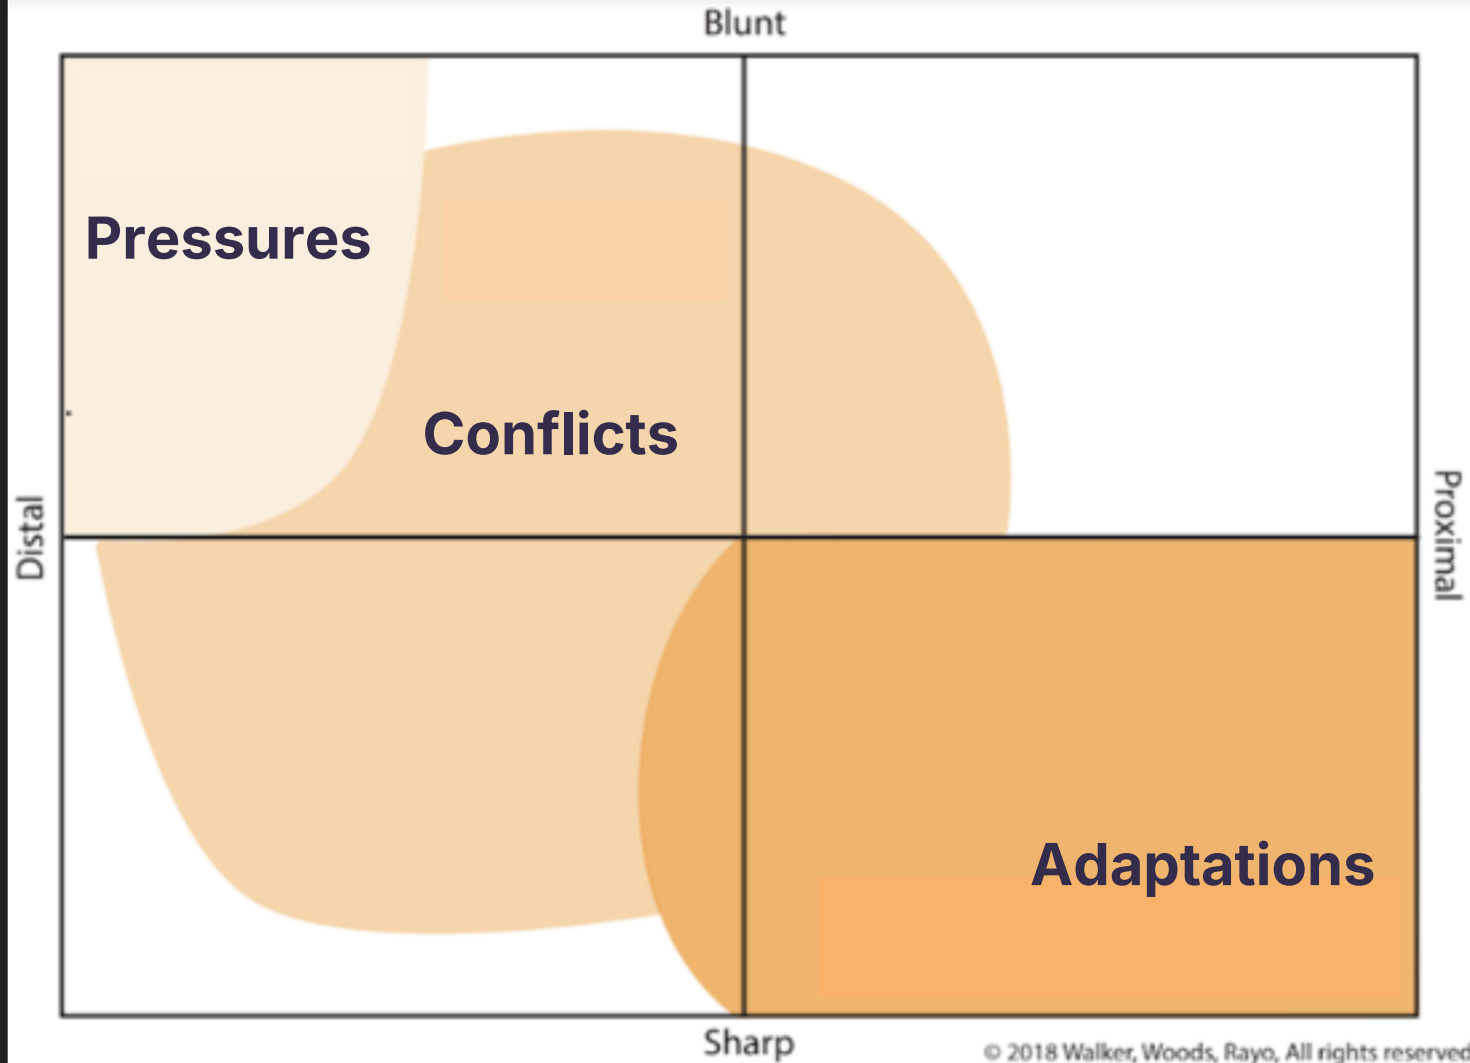 Blunt
Pressures
Conflicts
Distal
Proximal
Adaptations
Sharp
© 2018 Walker, Woods, Rayo, All rights reserved